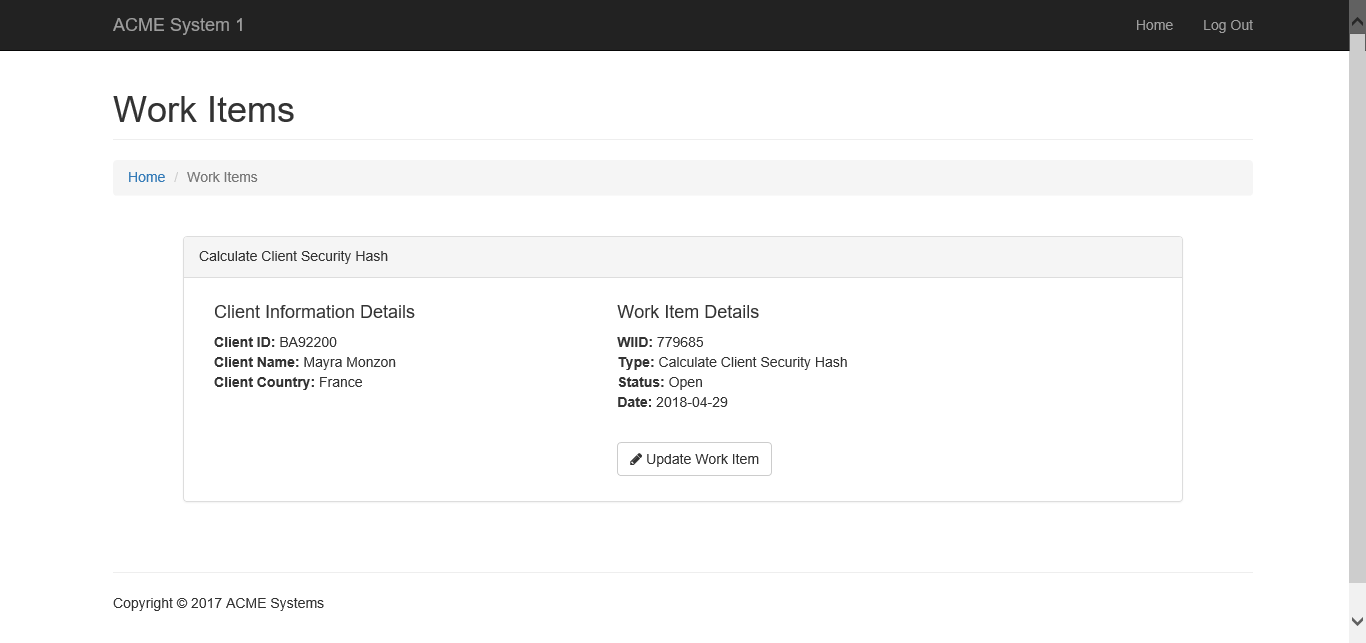 ACME System 1
Home
Log Out
Work Items
Home / Work Items
Calculate Client Security Hash
Client Information Details
Client ID: BA92200
Client Name: Mayra Monzon
Client Country: France
Work Item Details
WIID: 779685
Type: Calculate Client Security Hash
Status: Open
Date: 2018-04-29
Update Work Item
Copyright © 2017 ACME Systems